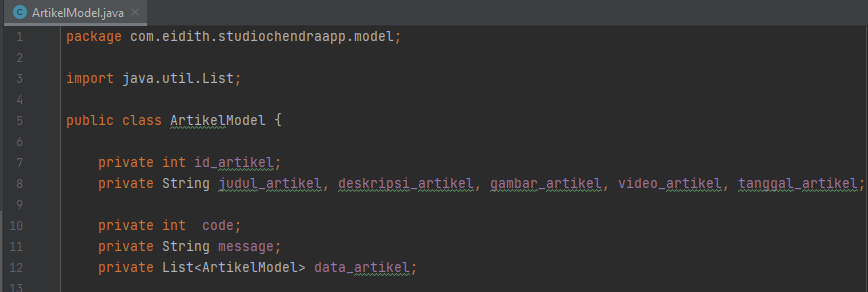 ArtikelModel.java
1 package com.eidith.studiochendraapp.model;
2
3 import java.util.List;
4
5 public class ArtikelModel {
6
7 private int id_artikel;
8 private String judul_artikel, deskripsi_artikel, gambar_artikel, video_artikel, tanggal_artikel;
9
10 private int  code;
11 private String message;
12 private List<ArtikelModel> data_artikel;
13